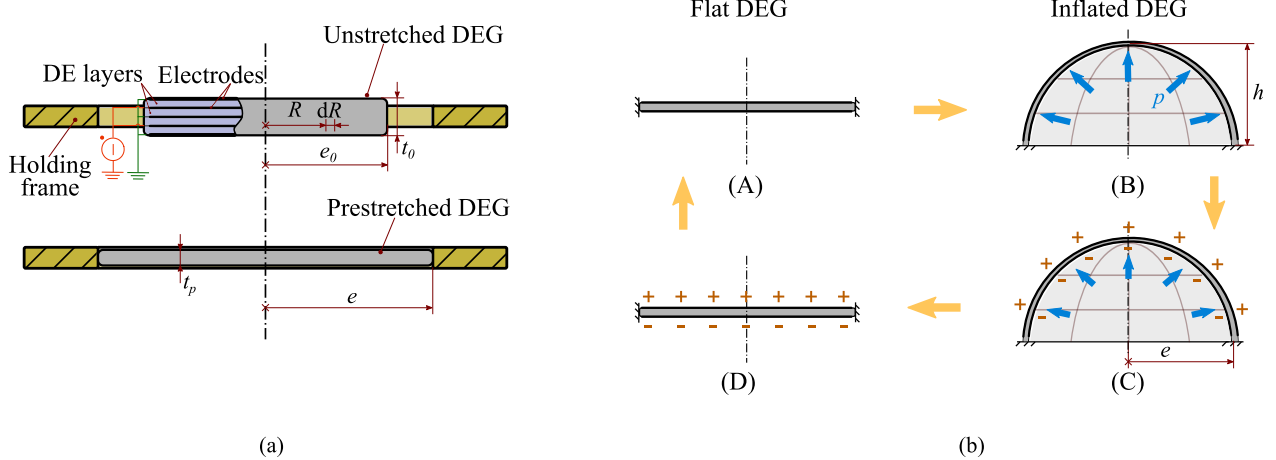 Unstretched DEG
DE layers
Electrodes
R
dR
e₀
t₀
Holding
frame
Prestretched DEG
tₚ
e
(a)
Flat DEG
Inflated DEG
p
h
(A)
(B)
+ + + + + + +
- - - - - - -
(D)
+ + + + + + +
- - - - - - -
e
(C)
(b)